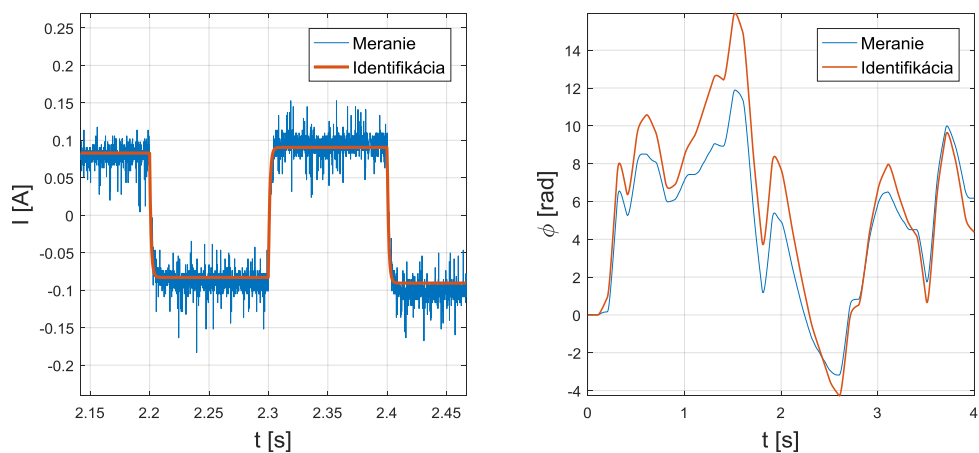 0.25
0.2
0.15
0.1
0.05
0
-0.05
-0.1
-0.15
-0.2
I [A]
2.15 2.2 2.25 2.3 2.35 2.4 2.45
t [s]
Meranie
Identifikácia
14
12
10
8
6
4
2
0
-2
-4
ϕ [rad]
0 1 2 3 4
t [s]
Meranie
Identifikácia